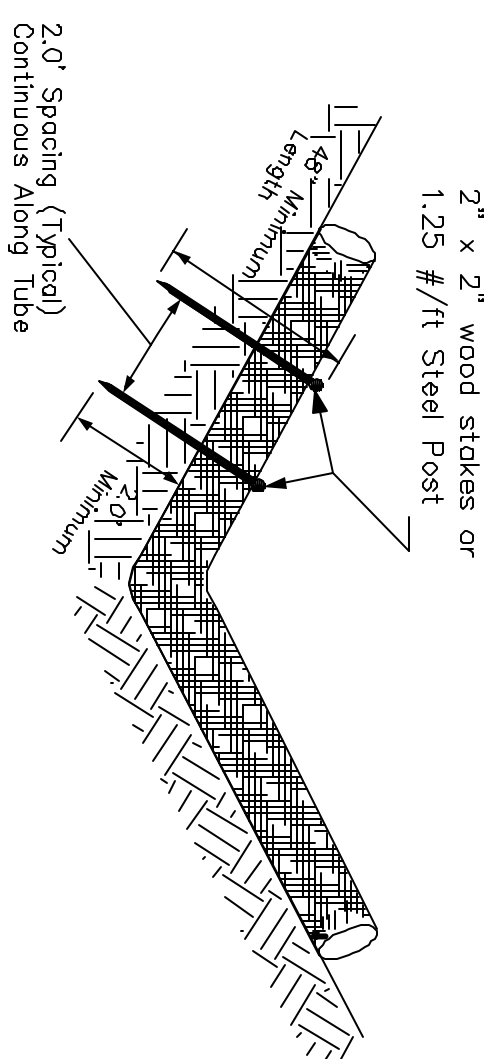 2" x 2" wood stakes or
1.25 #/ft Steel Post
48" Minimum
Length
2.0'
Minimum
2.0' Spacing (Typical)
Continuous Along Tube